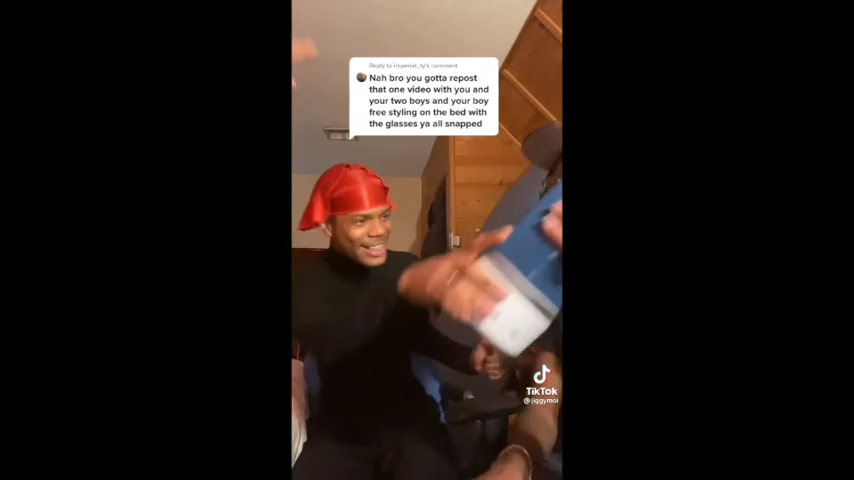 Reply to imperial_ty's comment
Nah bro you gotta repost
that one video with you and
your two boys and your boy
free styling on the bed with
the glasses ya all snapped
TikTok
@jiggymoi